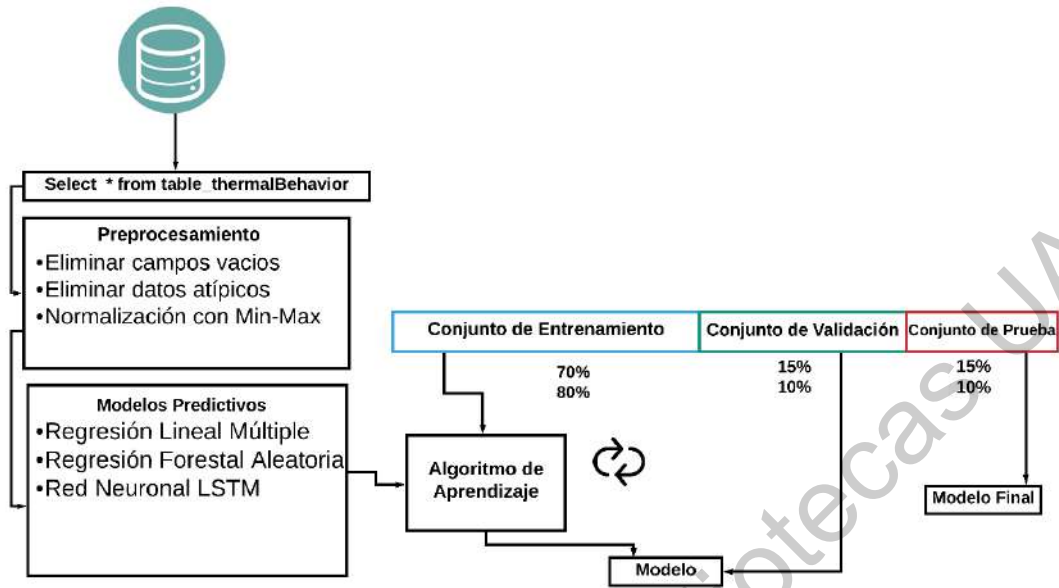 Select * from table_thermalBehavior
Preprocesamiento
•Eliminar campos vacios
•Eliminar datos atípicos
•Normalización con Min-Max
Modelos Predictivos
•Regresión Lineal Múltiple
•Regresión Forestal Aleatoria
•Red Neuronal LSTM
Conjunto de Entrenamiento
Conjunto de Validación
Conjunto de Prueba
70%
80%
15%
10%
15%
10%
Algoritmo de
Aprendizaje
Modelo Final
Modelo